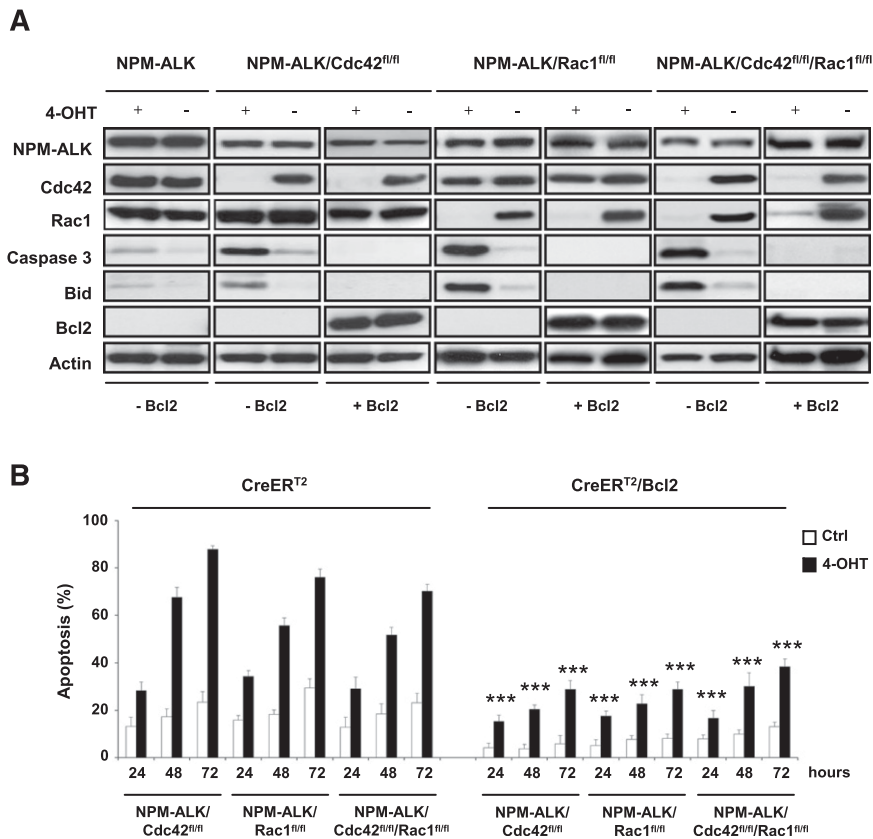 A
NPM-ALK NPM-ALK/Cdc42fl/fl NPM-ALK/Rac1fl/fl NPM-ALK/Cdc42fl/fl/Rac1fl/fl
4-OHT + - + - + - + - + - + - + -
NPM-ALK
Cdc42
Rac1
Caspase 3
Bid
Bcl2
Actin
- Bcl2 - Bcl2 + Bcl2 - Bcl2 + Bcl2 - Bcl2 + Bcl2
B
CreERT2 CreERT2/Bcl2
Ctrl
4-OHT
Apoptosis (%)
100
80
60
40
20
0
*** *** *** *** *** *** *** *** ***
24 48 72 24 48 72 24 48 72 24 48 72 24 48 72 24 48 72 hours
NPM-ALK/ NPM-ALK/ NPM-ALK/ NPM-ALK/ NPM-ALK/ NPM-ALK/
Cdc42fl/fl Rac1fl/fl Cdc42fl/fl/Rac1fl/fl Cdc42fl/fl Rac1fl/fl Cdc42fl/fl/Rac1fl/fl